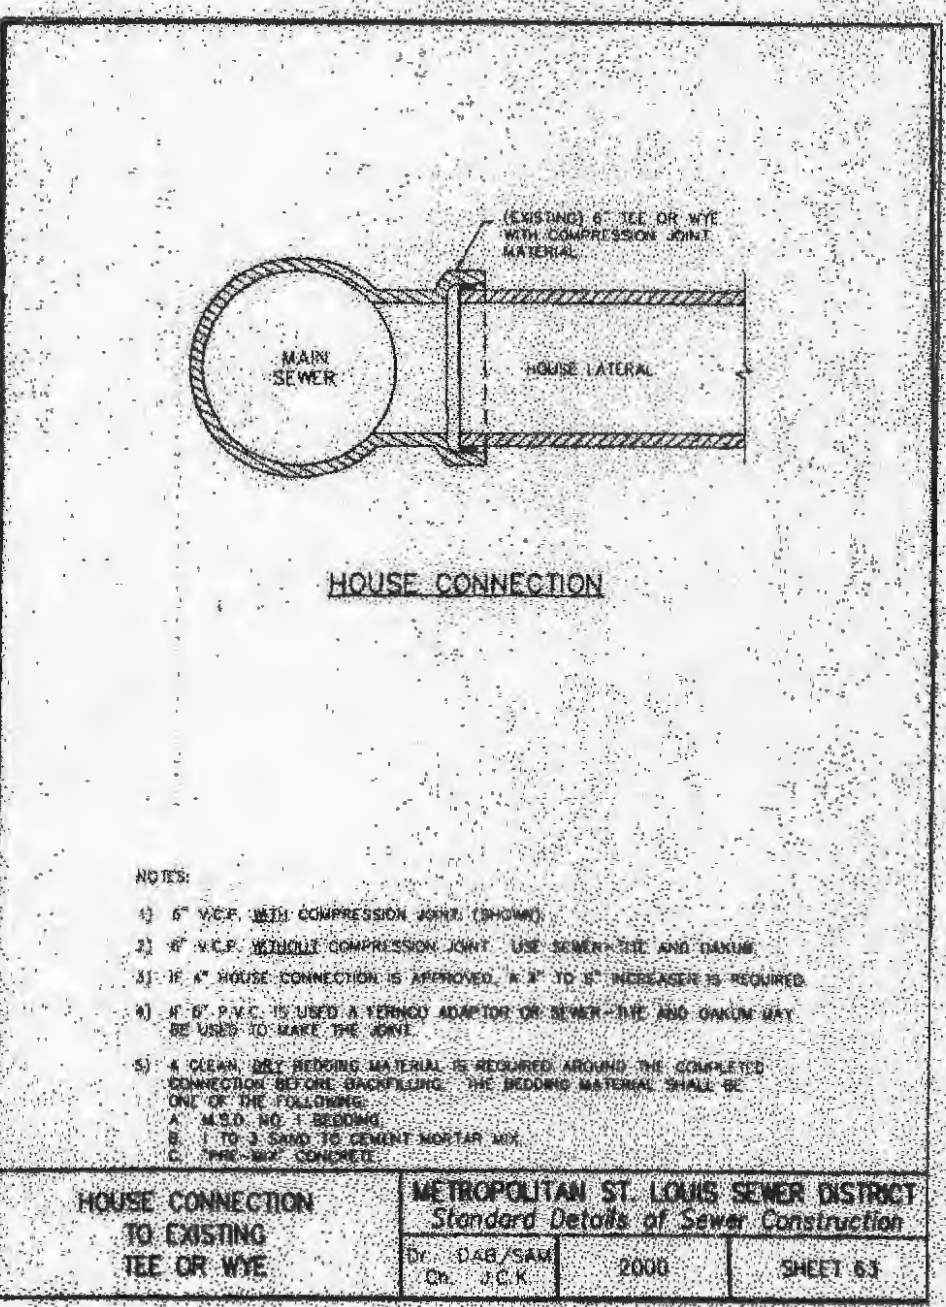 (EXISTING) 6" TEE OR WYE
WITH COMPRESSION JOINT
MATERIAL
MAIN
SEWER
HOUSE LATERAL
HOUSE CONNECTION
NOTES:
1) 6" V.C.P. WITH COMPRESSION JOINT. (SHOWN)
2) 6" V.C.P. WITHOUT COMPRESSION JOINT. USE SEWER-TITE AND OAKUM.
3) IF 4" HOUSE CONNECTION IS APPROVED, A 4" TO 6" INCREASER IS REQUIRED.
4) IF 6" P.V.C. IS USED A FERNCO ADAPTOR OR SEWER-TITE AND OAKUM MAY
BE USED TO MAKE THE JOINT.
5) A CLEAN, DRY BEDDING MATERIAL IS REQUIRED AROUND THE COMPLETED
CONNECTION BEFORE BACKFILLING. THE BEDDING MATERIAL SHALL BE
ONE OF THE FOLLOWING:
A. M.S.D. NO. 1 BEDDING
B. 1 TO 3 SAND TO CEMENT MORTAR MIX.
C. "PRE-MIX" CONCRETE
HOUSE CONNECTION
TO EXISTING
TEE OR WYE
METROPOLITAN ST. LOUIS SEWER DISTRICT
Standard Details of Sewer Construction
Dr. DAB/SAM
Ch. J.C.K.
2000
SHEET 63